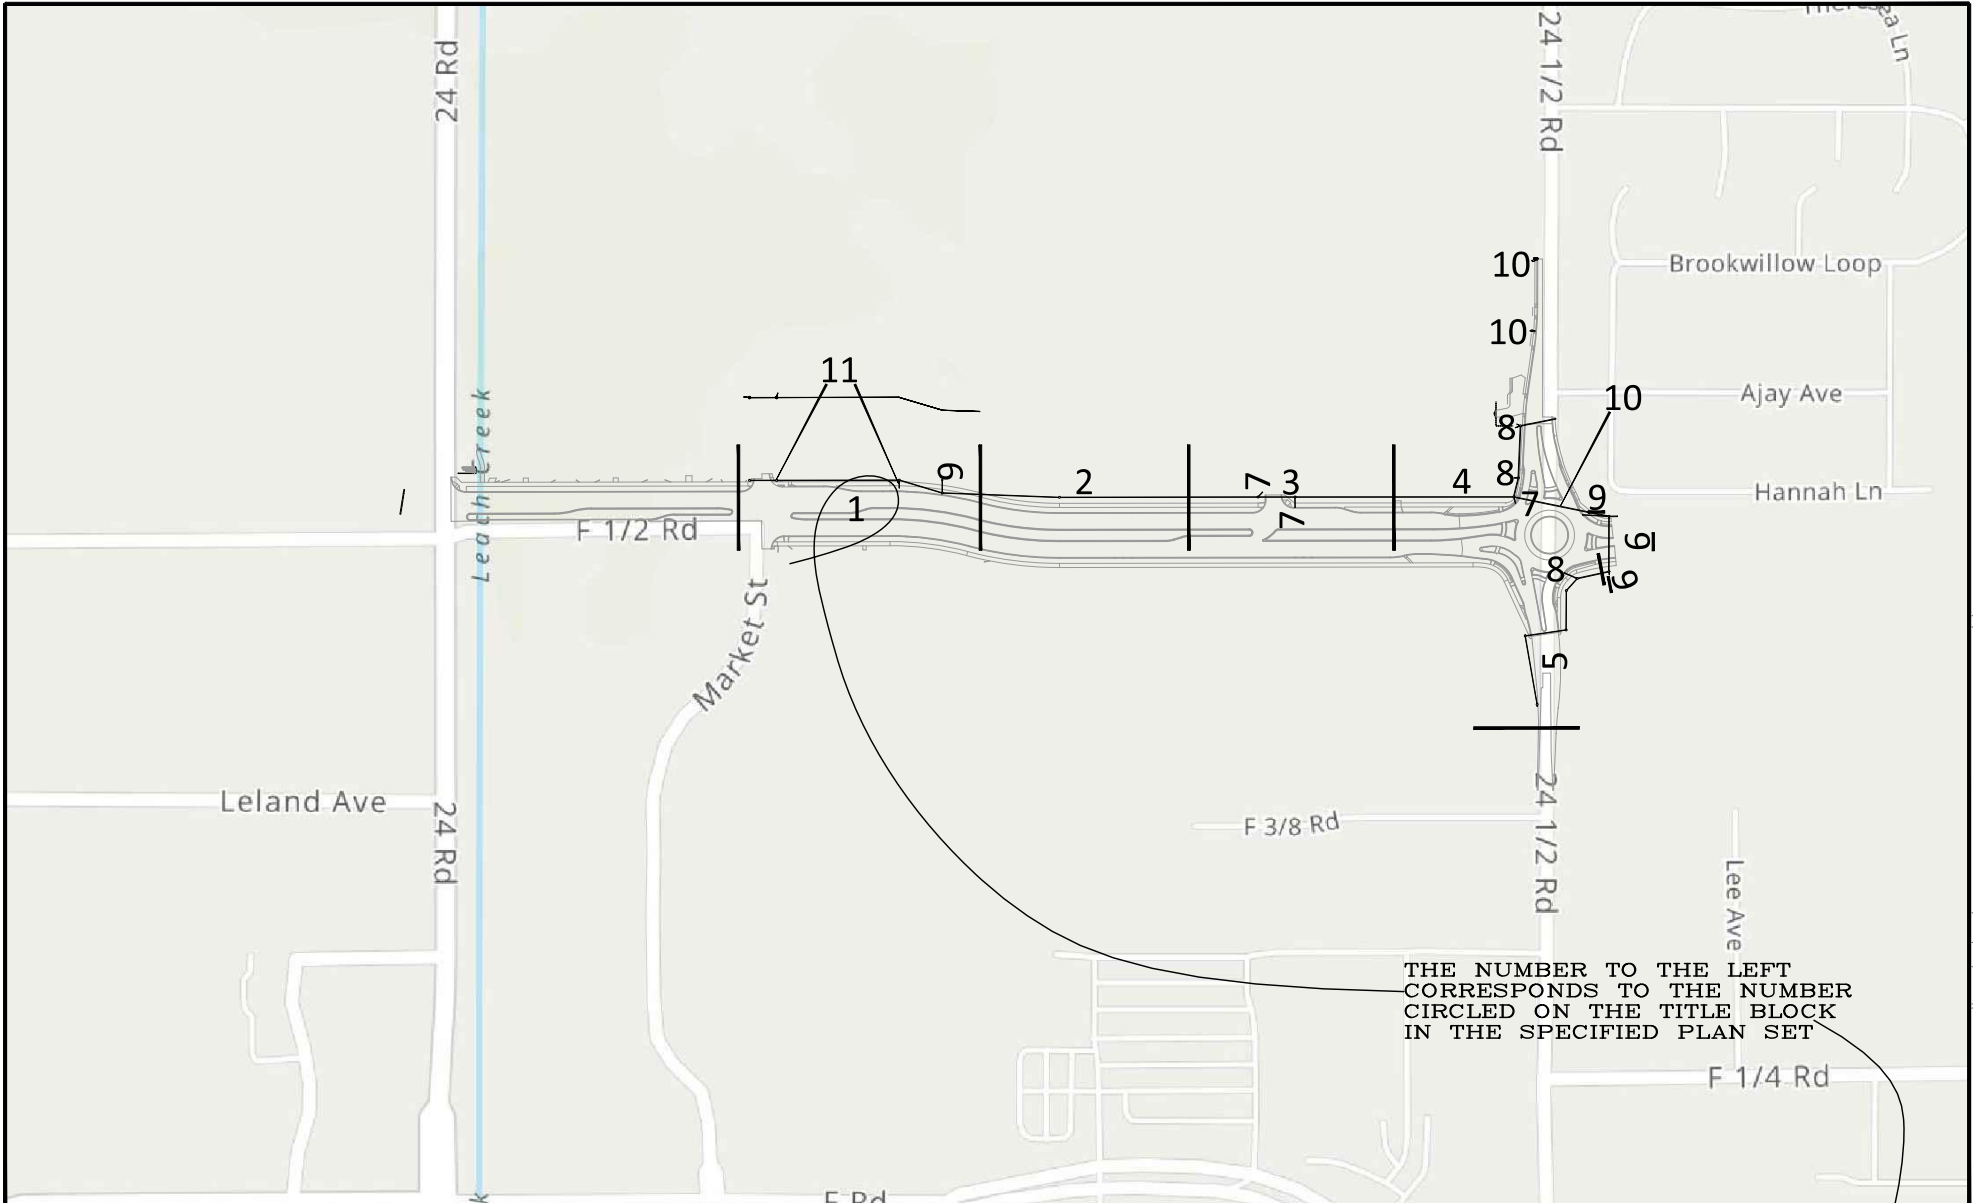 24 Rd
24 1/2 Rd
ea Ln
10
Brookwillow Loop
10
11
Ajay Ave
10
8
Leach Creek
9
2
7
3
4
8
7
9
Hannah Ln
1
7
F 1/2 Rd
8
6
9
Market St
5
Leland Ave
24 Rd
F 3/8 Rd
24 1/2 Rd
Lee Ave
THE NUMBER TO THE LEFT
CORRESPONDS TO THE NUMBER
CIRCLED ON THE TITLE BLOCK
IN THE SPECIFIED PLAN SET
F 1/4 Rd
F Rd
k